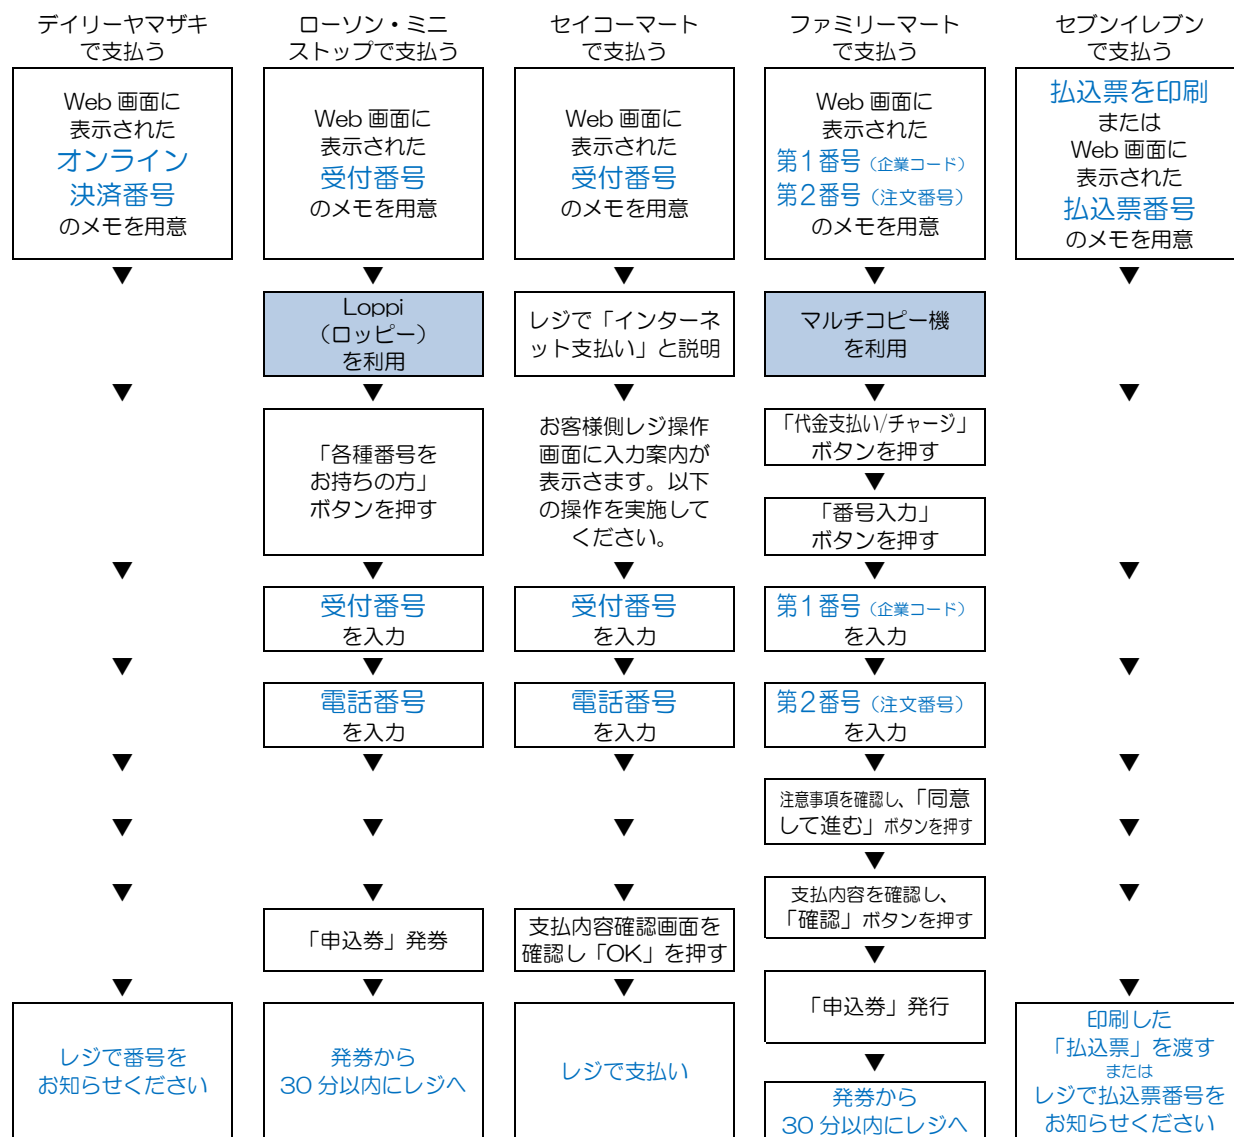 デイリーヤマザキ
で支払う
Web 画面に
表示された
オンライン
決済番号
のメモを用意
▼
▼
▼
▼
▼
▼
▼
▼
レジで番号を
お知らせください
ローソン・ミニ
ストップで支払う
Web 画面に
表示された
受付番号
のメモを用意
▼
Loppi
（ロッピー）
を利用
▼
「各種番号を
お持ちの方」
ボタンを押す
▼
受付番号
を入力
▼
電話番号
を入力
▼
▼
▼
「申込券」発券
▼
発券から
30 分以内にレジへ
セイコーマート
で支払う
Web 画面に
表示された
受付番号
のメモを用意
▼
レジで「インターネ
ット支払い」と説明
▼
お客様側レジ操作
画面に入力案内が
表示さます。以下
の操作を実施して
ください。
▼
受付番号
を入力
▼
電話番号
を入力
▼
▼
▼
支払内容確認画面を
確認し「OK」を押す
▼
レジで支払い
ファミリーマート
で支払う
Web 画面に
表示された
第1番号（企業コード）
第2番号（注文番号）
のメモを用意
▼
マルチコピー機
を利用
▼
「代金支払い/チャージ」
ボタンを押す
▼
「番号入力」
ボタンを押す
▼
第1番号（企業コード）
を入力
▼
第2番号（注文番号）
を入力
▼
注意事項を確認し、「同意
して進む」ボタンを押す
▼
支払内容を確認し、
「確認」ボタンを押す
▼
「申込券」発行
▼
発券から
30 分以内にレジへ
セブンイレブン
で支払う
払込票を印刷
または
Web 画面に
表示された
払込票番号
のメモを用意
▼
▼
▼
▼
▼
▼
▼
▼
印刷した
「払込票」を渡す
または
レジで払込票番号を
お知らせください